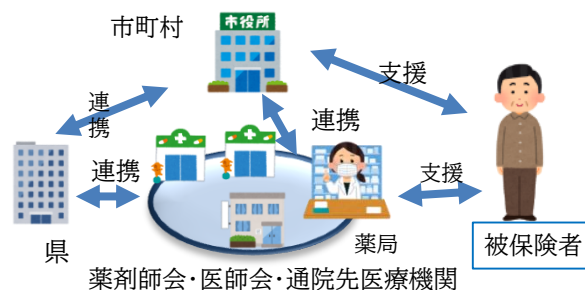 市町村
市役所
連携
支援
連携
連携
支援
県
薬局
被保険者
薬剤師会・医師会・通院先医療機関